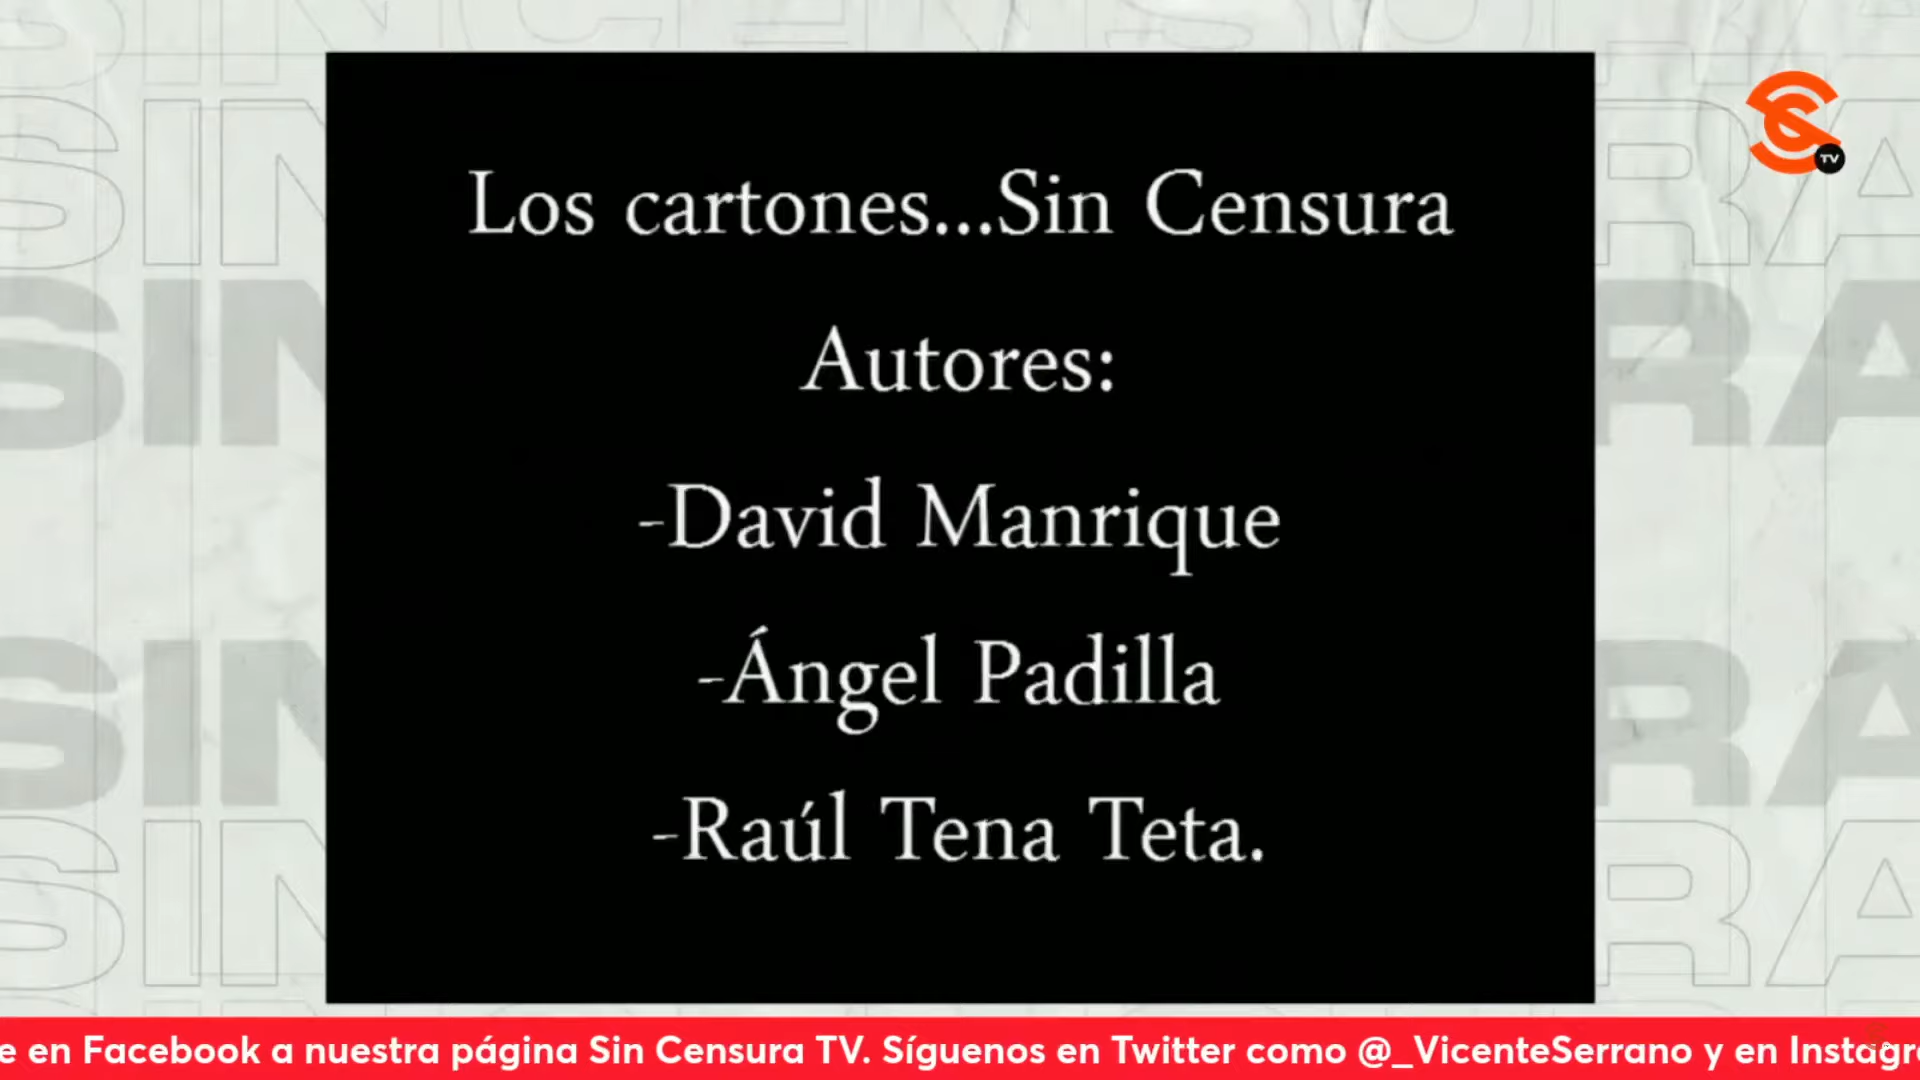 Los cartones...Sin Censura
Autores:
-David Manrique
-Ángel Padilla
-Raúl Tena Teta.
TV
e en Facebook a nuestra página Sin Censura TV. Síguenos en Twitter como @_VicenteSerrano y en Instagr